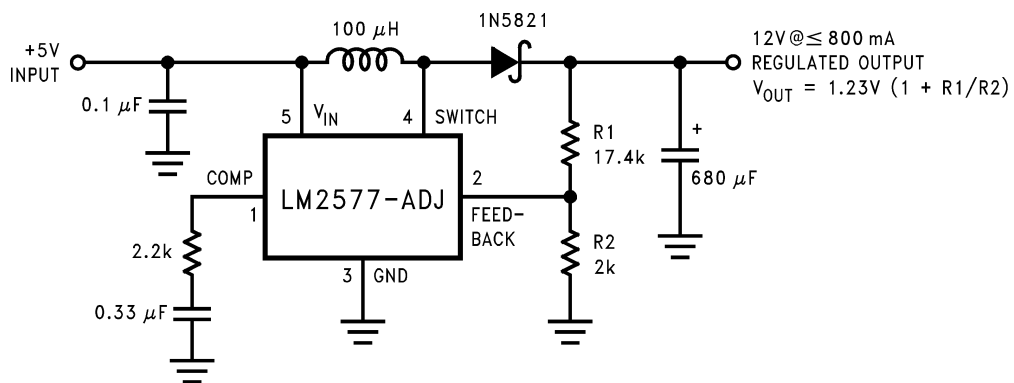 1N5821
100 μH
+5V
INPUT
12V@≤ 800 mA
REGULATED OUTPUT
VOUT = 1.23V (1 + R1/R2)
0.1 μF
5
VIN
4
SWITCH
R1
17.4k
+
680 μF
COMP
1
LM2577-ADJ
2
FEED-
BACK
2.2k
R2
2k
3
GND
0.33 μF